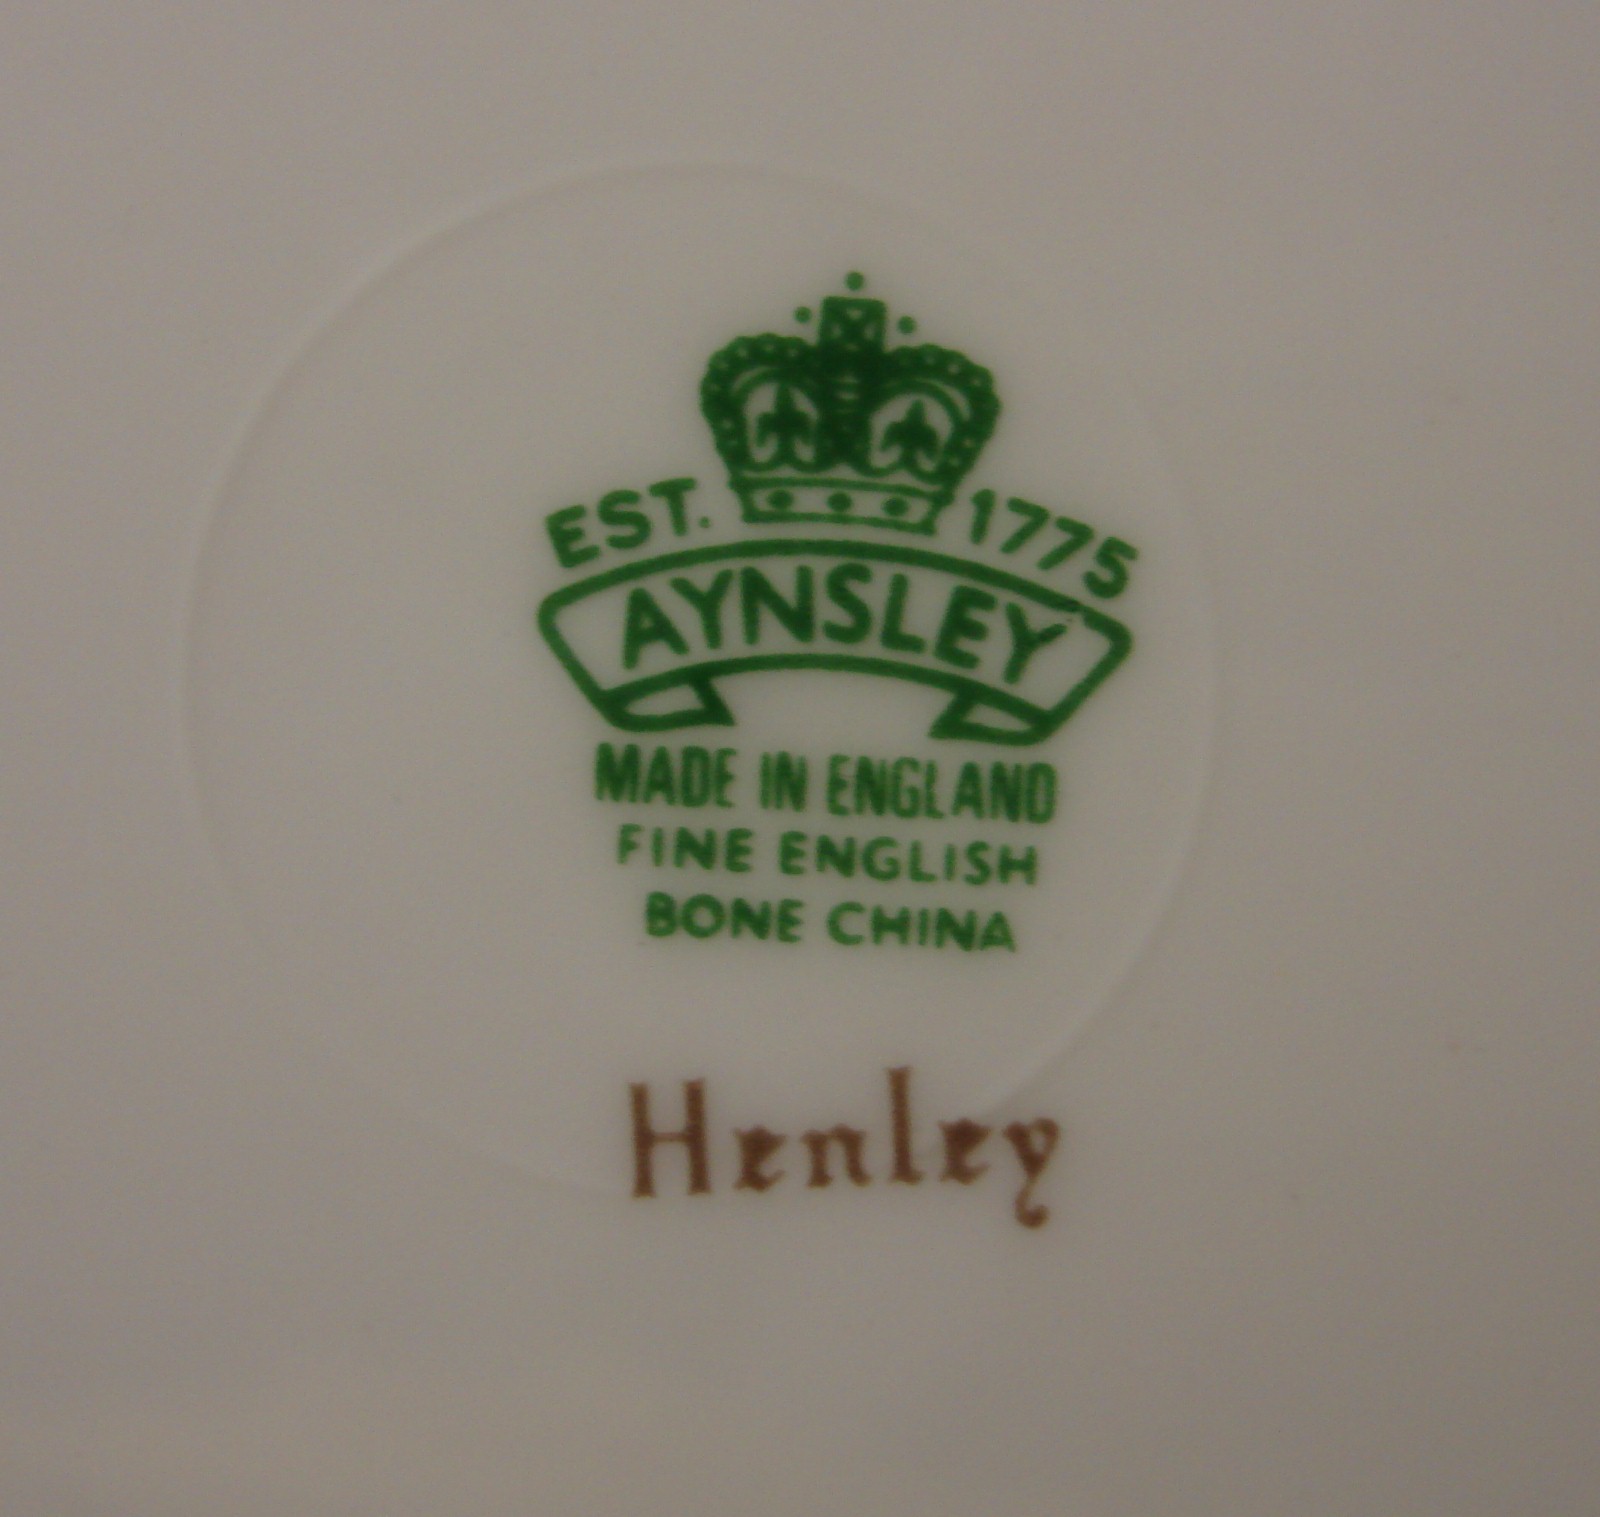 EST. 1775
AYNSLEY
MADE IN ENGLAND
FINE ENGLISH
BONE CHINA
Henley